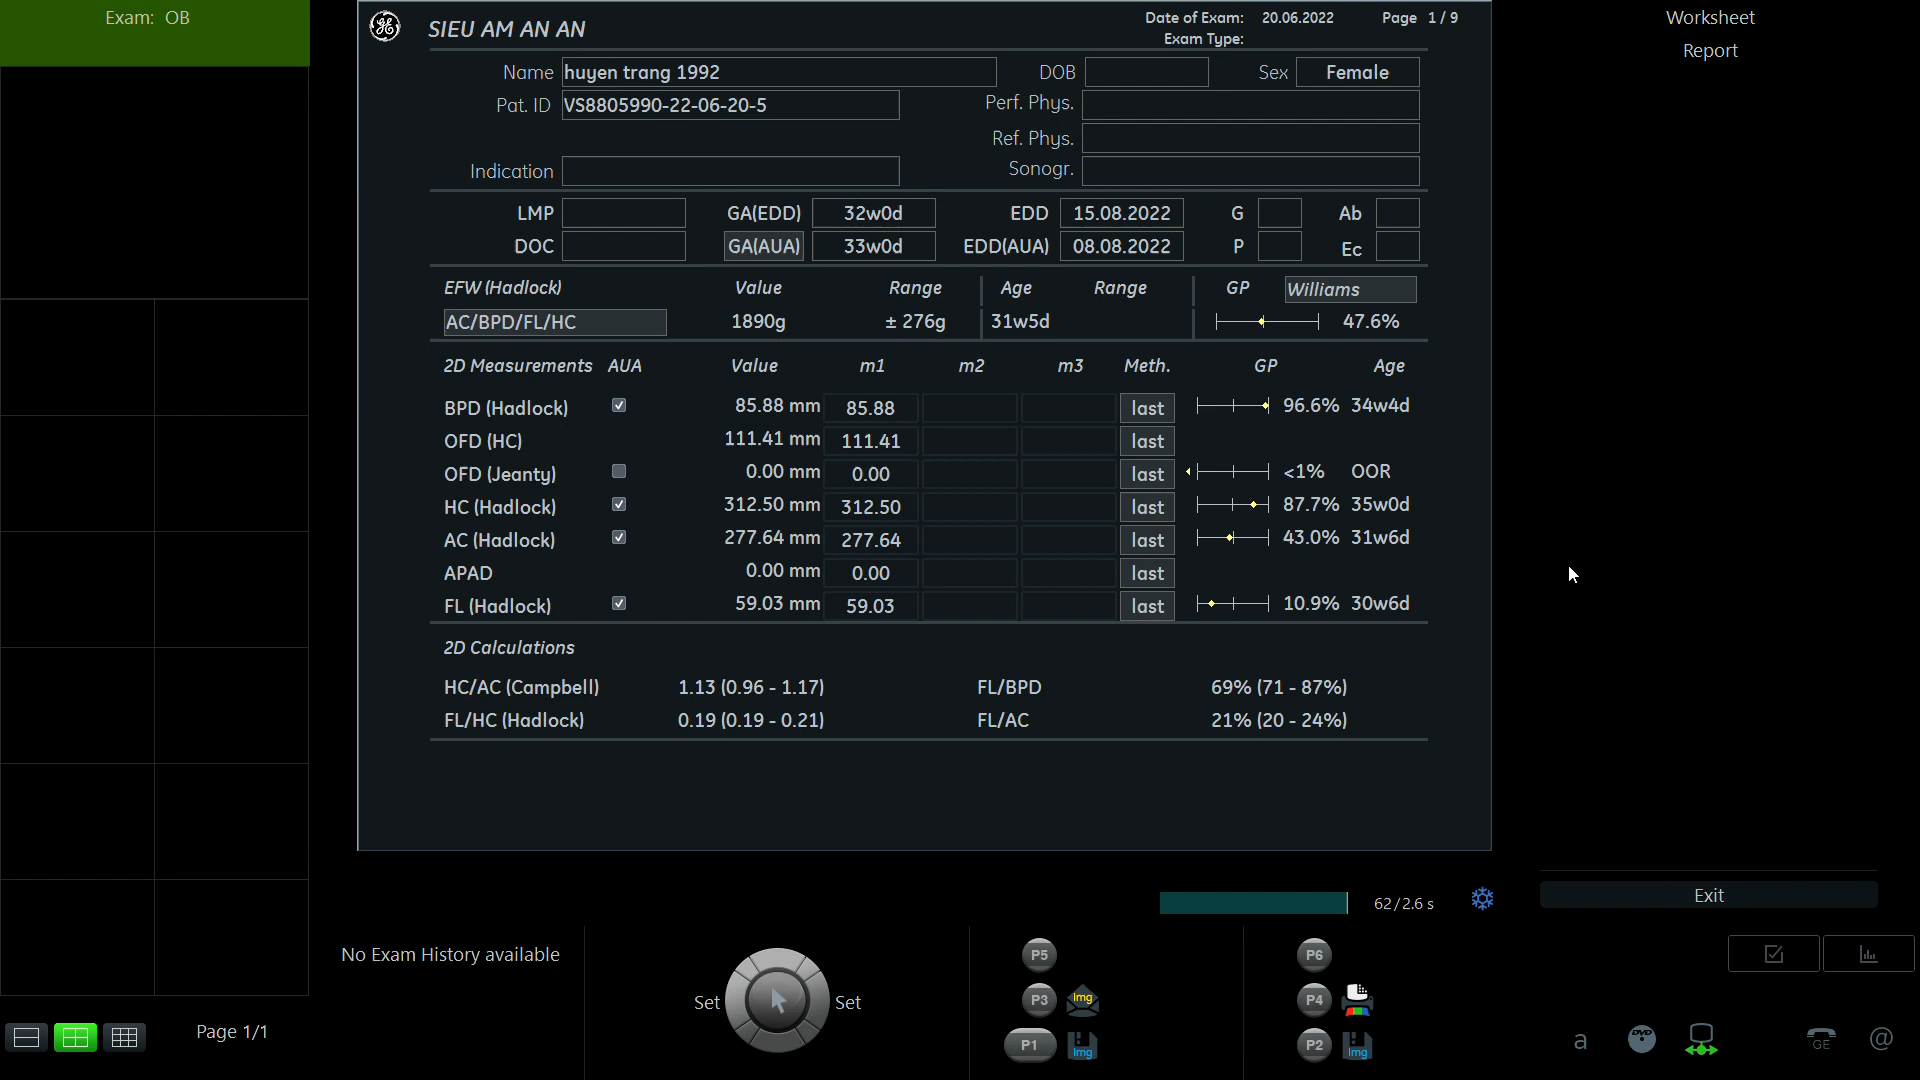 Exam: OB
SIEU AM AN AN
Date of Exam: 20.06.2022 Page 1 / 9
Exam Type:
Worksheet
Report
Name huyen trang 1992 DOB Sex Female
Pat. ID VS8805990-22-06-20-5 Perf. Phys.
Ref. Phys.
Indication Sonogr.
LMP GA(EDD) 32w0d EDD 15.08.2022 G Ab
DOC GA(AUA) 33w0d EDD(AUA) 08.08.2022 P Ec
EFW (Hadlock) Value Range Age Range GP Williams
AC/BPD/FL/HC 1890g ± 276g 31w5d 47.6%
2D Measurements AUA Value m1 m2 m3 Meth. GP Age
BPD (Hadlock) 85.88 mm 85.88 last 96.6% 34w4d
OFD (HC) 111.41 mm 111.41 last
OFD (Jeanty) 0.00 mm 0.00 last <1% OOR
HC (Hadlock) 312.50 mm 312.50 last 87.7% 35w0d
AC (Hadlock) 277.64 mm 277.64 last 43.0% 31w6d
APAD 0.00 mm 0.00 last
FL (Hadlock) 59.03 mm 59.03 last 10.9% 30w6d
2D Calculations
HC/AC (Campbell) 1.13 (0.96 - 1.17) FL/BPD 69% (71 - 87%)
FL/HC (Hadlock) 0.19 (0.19 - 0.21) FL/AC 21% (20 - 24%)
62/2.6 s
Exit
No Exam History available
Set Set
P5 P6
P3 Img P4
P1 Img P2 Img
Page 1/1
a DVD GE @